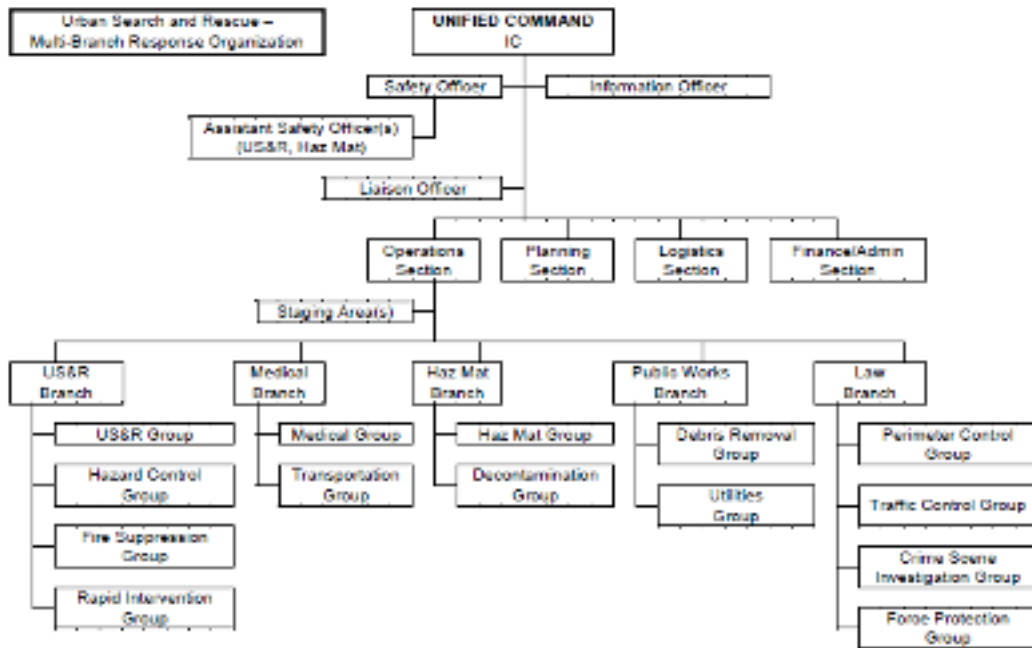 Urban Search and Rescue –
Multi-Branch Response Organization
UNIFIED COMMAND
IC
Safety Officer
Information Officer
Assistant Safety Officer(s)
(US&R, Haz Mat)
Liaison Officer
Operations
Section
Planning
Section
Logistics
Section
Finance/Admin
Section
Staging Area(s)
US&R
Branch
Medical
Branch
Haz Mat
Branch
Public Works
Branch
Law
Branch
US&R Group
Hazard Control
Group
Fire Suppression
Group
Rapid Intervention
Group
Medical Group
Transportation
Group
Haz Mat Group
Decontamination
Group
Debris Removal
Group
Utilities
Group
Perimeter Control
Group
Traffic Control Group
Crime Scene
Investigation Group
Force Protection
Group